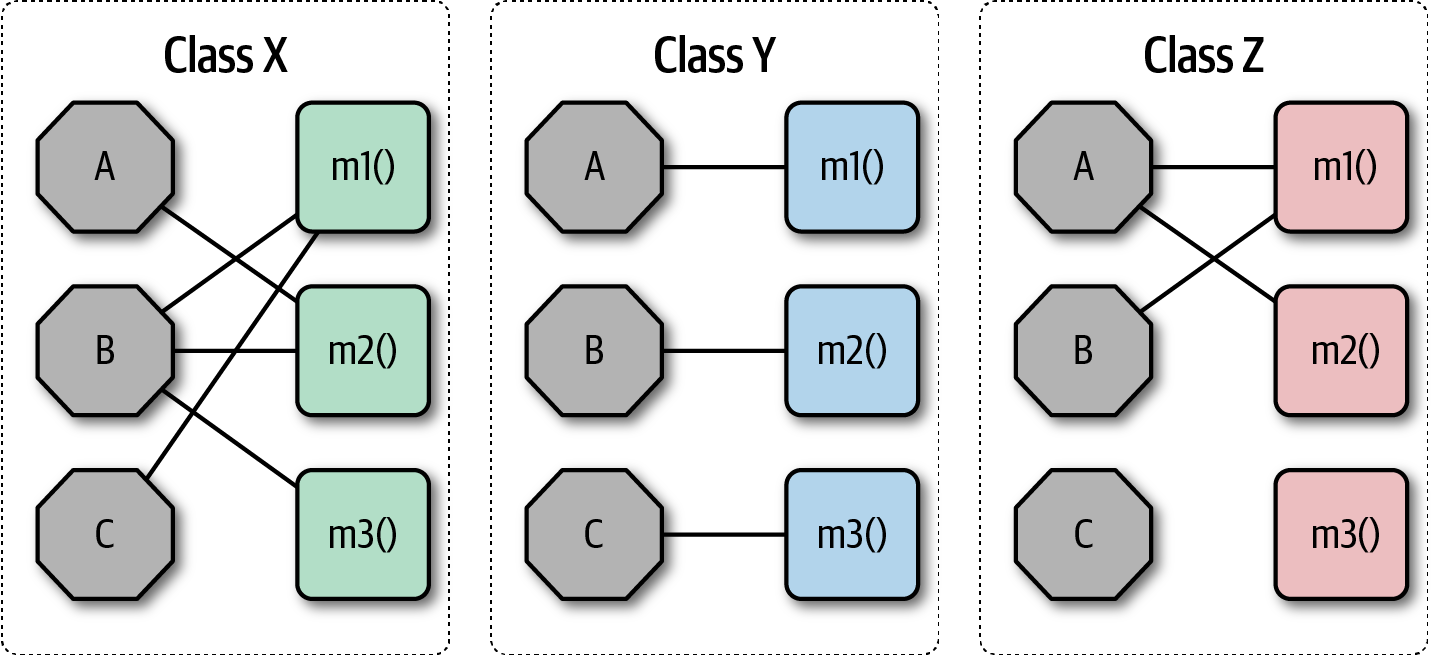 Class X
A
m1()
B
m2()
C
m3()
Class Y
A
m1()
B
m2()
C
m3()
Class Z
A
m1()
B
m2()
C
m3()